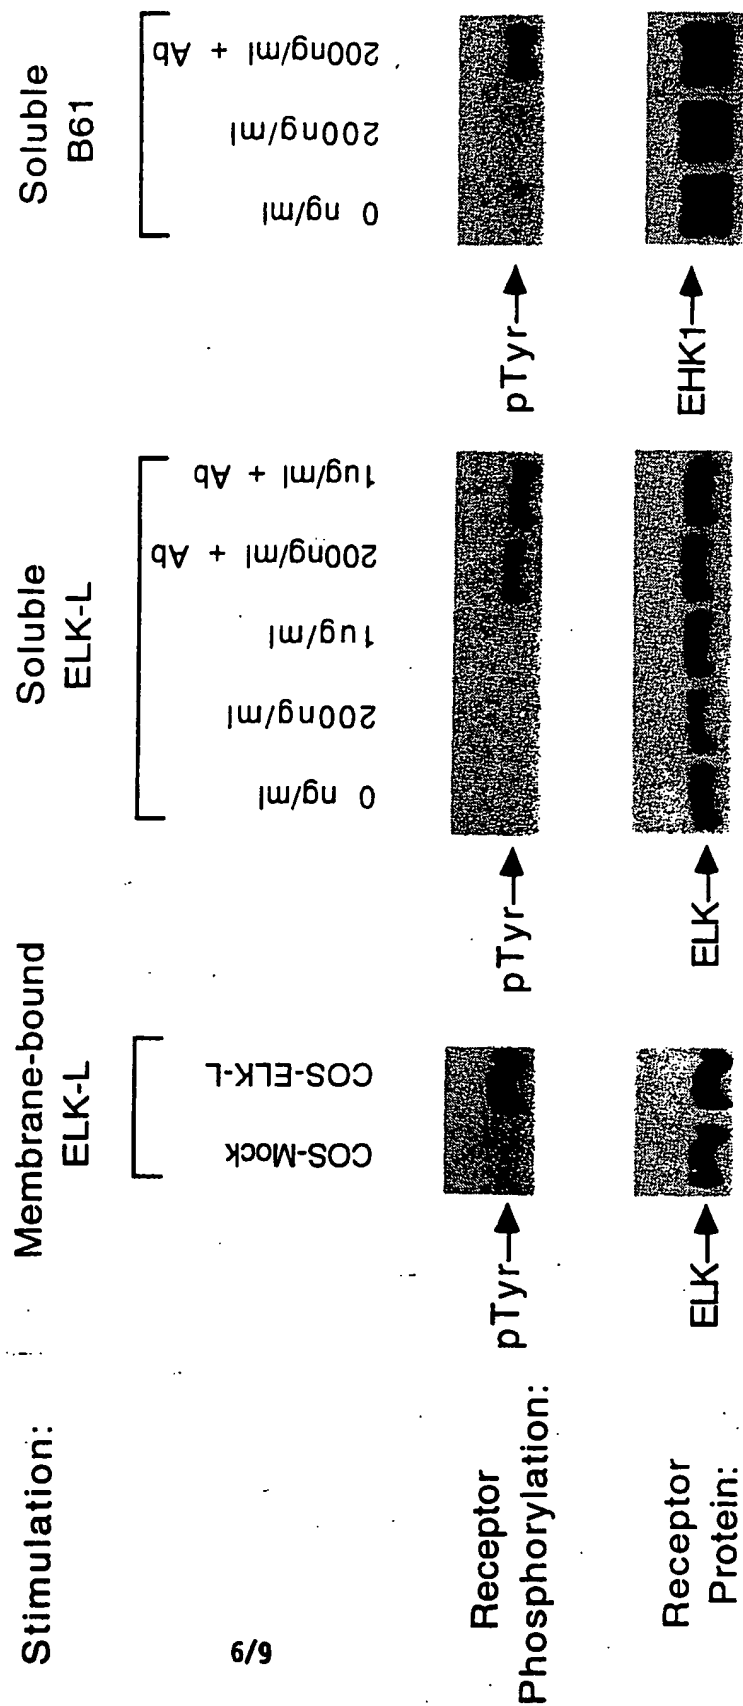 Stimulation:
Membrane-bound
ELK-L
Soluble
ELK-L
Soluble
B61
COS-Mock
COS-ELK-L
0 ng/ml
200ng/ml
1ug/ml
200ng/ml + Ab
1ug/ml + Ab
0 ng/ml
200ng/ml
200ng/ml + Ab
6/9
Receptor
Phosphorylation:
pTyr
pTyr
pTyr
Receptor
Protein:
ELK
ELK
EHK1